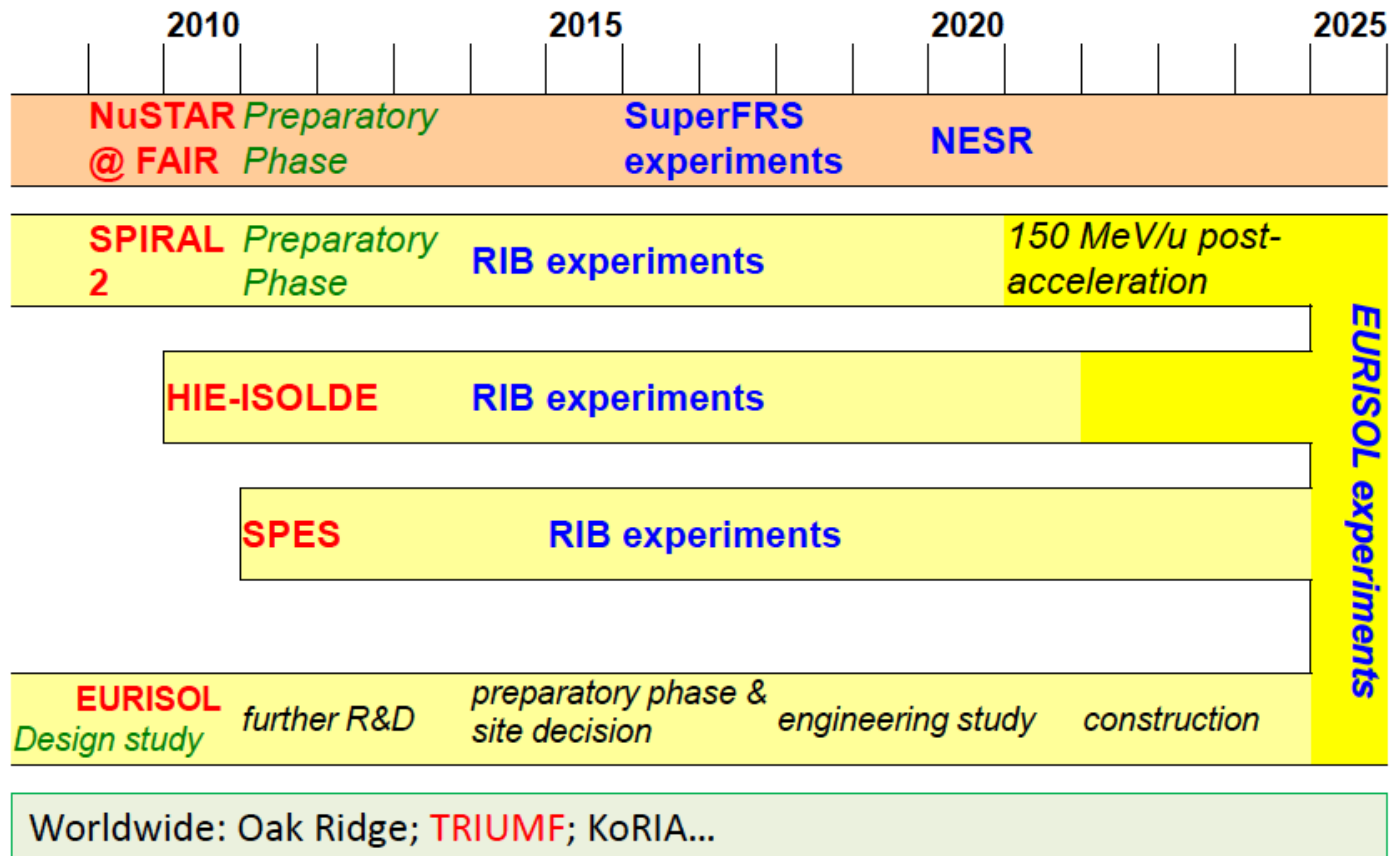 2010 2015 2020 2025
NuSTAR Preparatory SuperFRS NESR
@ FAIR Phase experiments
SPIRAL Preparatory RIB experiments 150 MeV/u post-
2 Phase acceleration
HIE-ISOLDE RIB experiments
SPES RIB experiments
EURISOL experiments
EURISOL further R&D preparatory phase & engineering study construction
Design study site decision
Worldwide: Oak Ridge; TRIUMF; KoRIA...